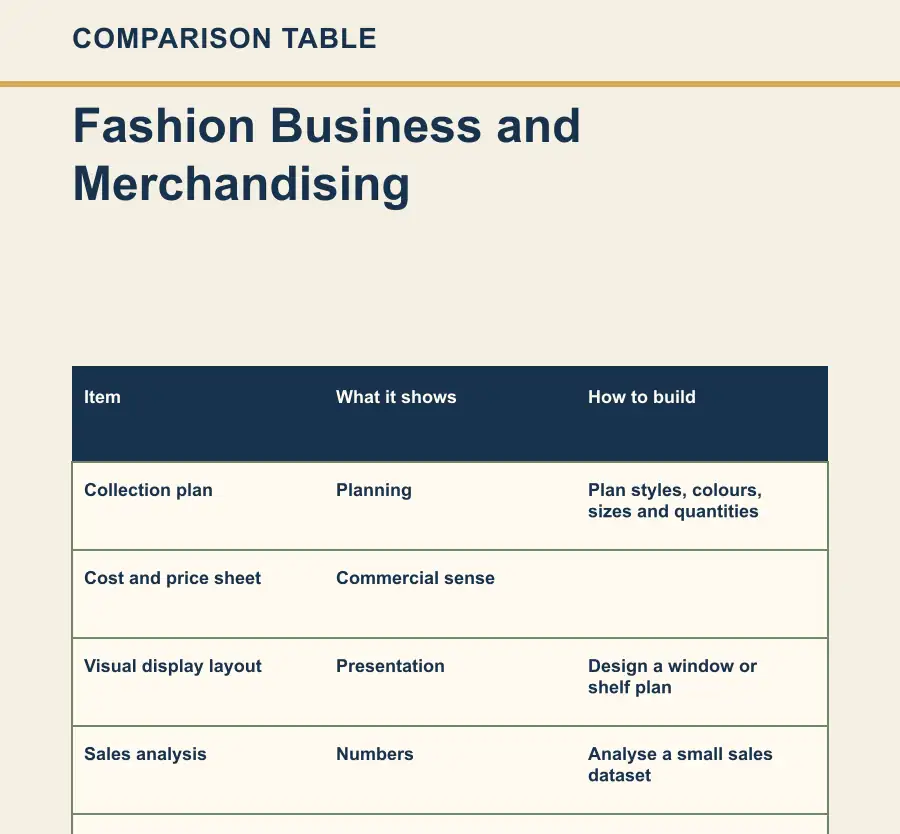 COMPARISON TABLE
Fashion Business and
Merchandising
Item What it shows How to build
Collection plan Planning Plan styles, colours,
sizes and quantities
Cost and price sheet Commercial sense
Visual display layout Presentation Design a window or
shelf plan
Sales analysis Numbers Analyse a small sales
dataset